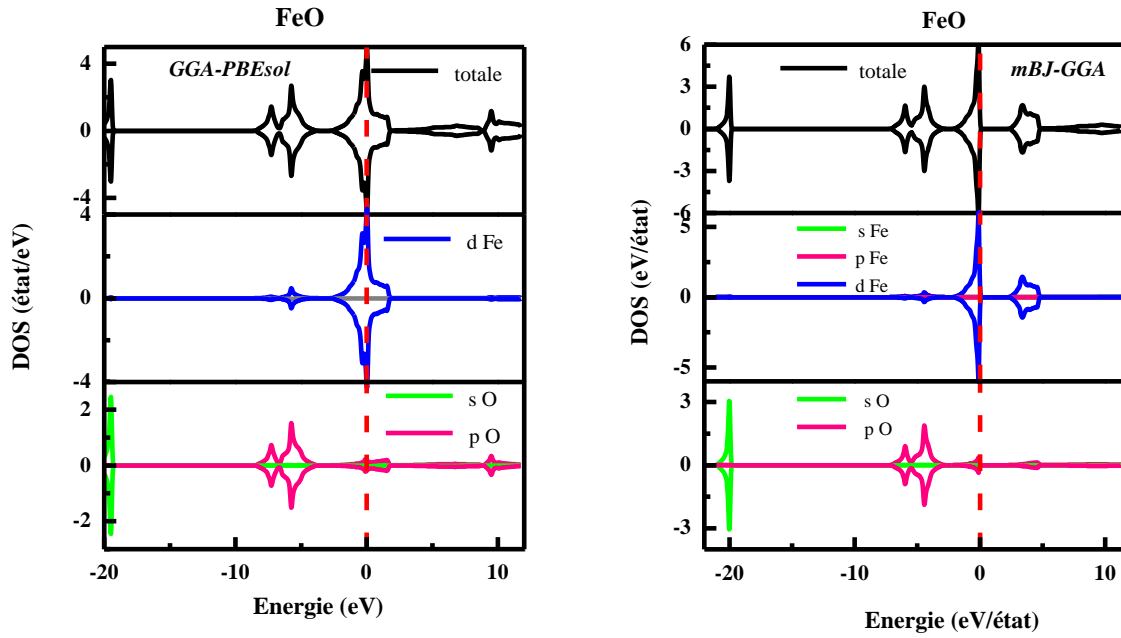 FeO
GGA-PBEsol
totale
4
0
-4
d Fe
4
2
0
-2
-4
s O
p O
2
0
-2
-20
-10
0
10
DOS (état/eV)
Energie (eV)
FeO
mBJ-GGA
totale
6
3
0
-3
-6
s Fe
p Fe
d Fe
5
0
-5
s O
p O
3
0
-3
-20
-10
0
10
DOS (eV/état)
Energie (eV/état)